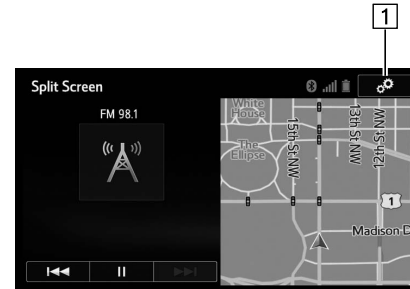 1
Split Screen
FM 98.1
White
House
The
Ellipse
15th St NW
13th St NW
12th St NW
1
Madison D